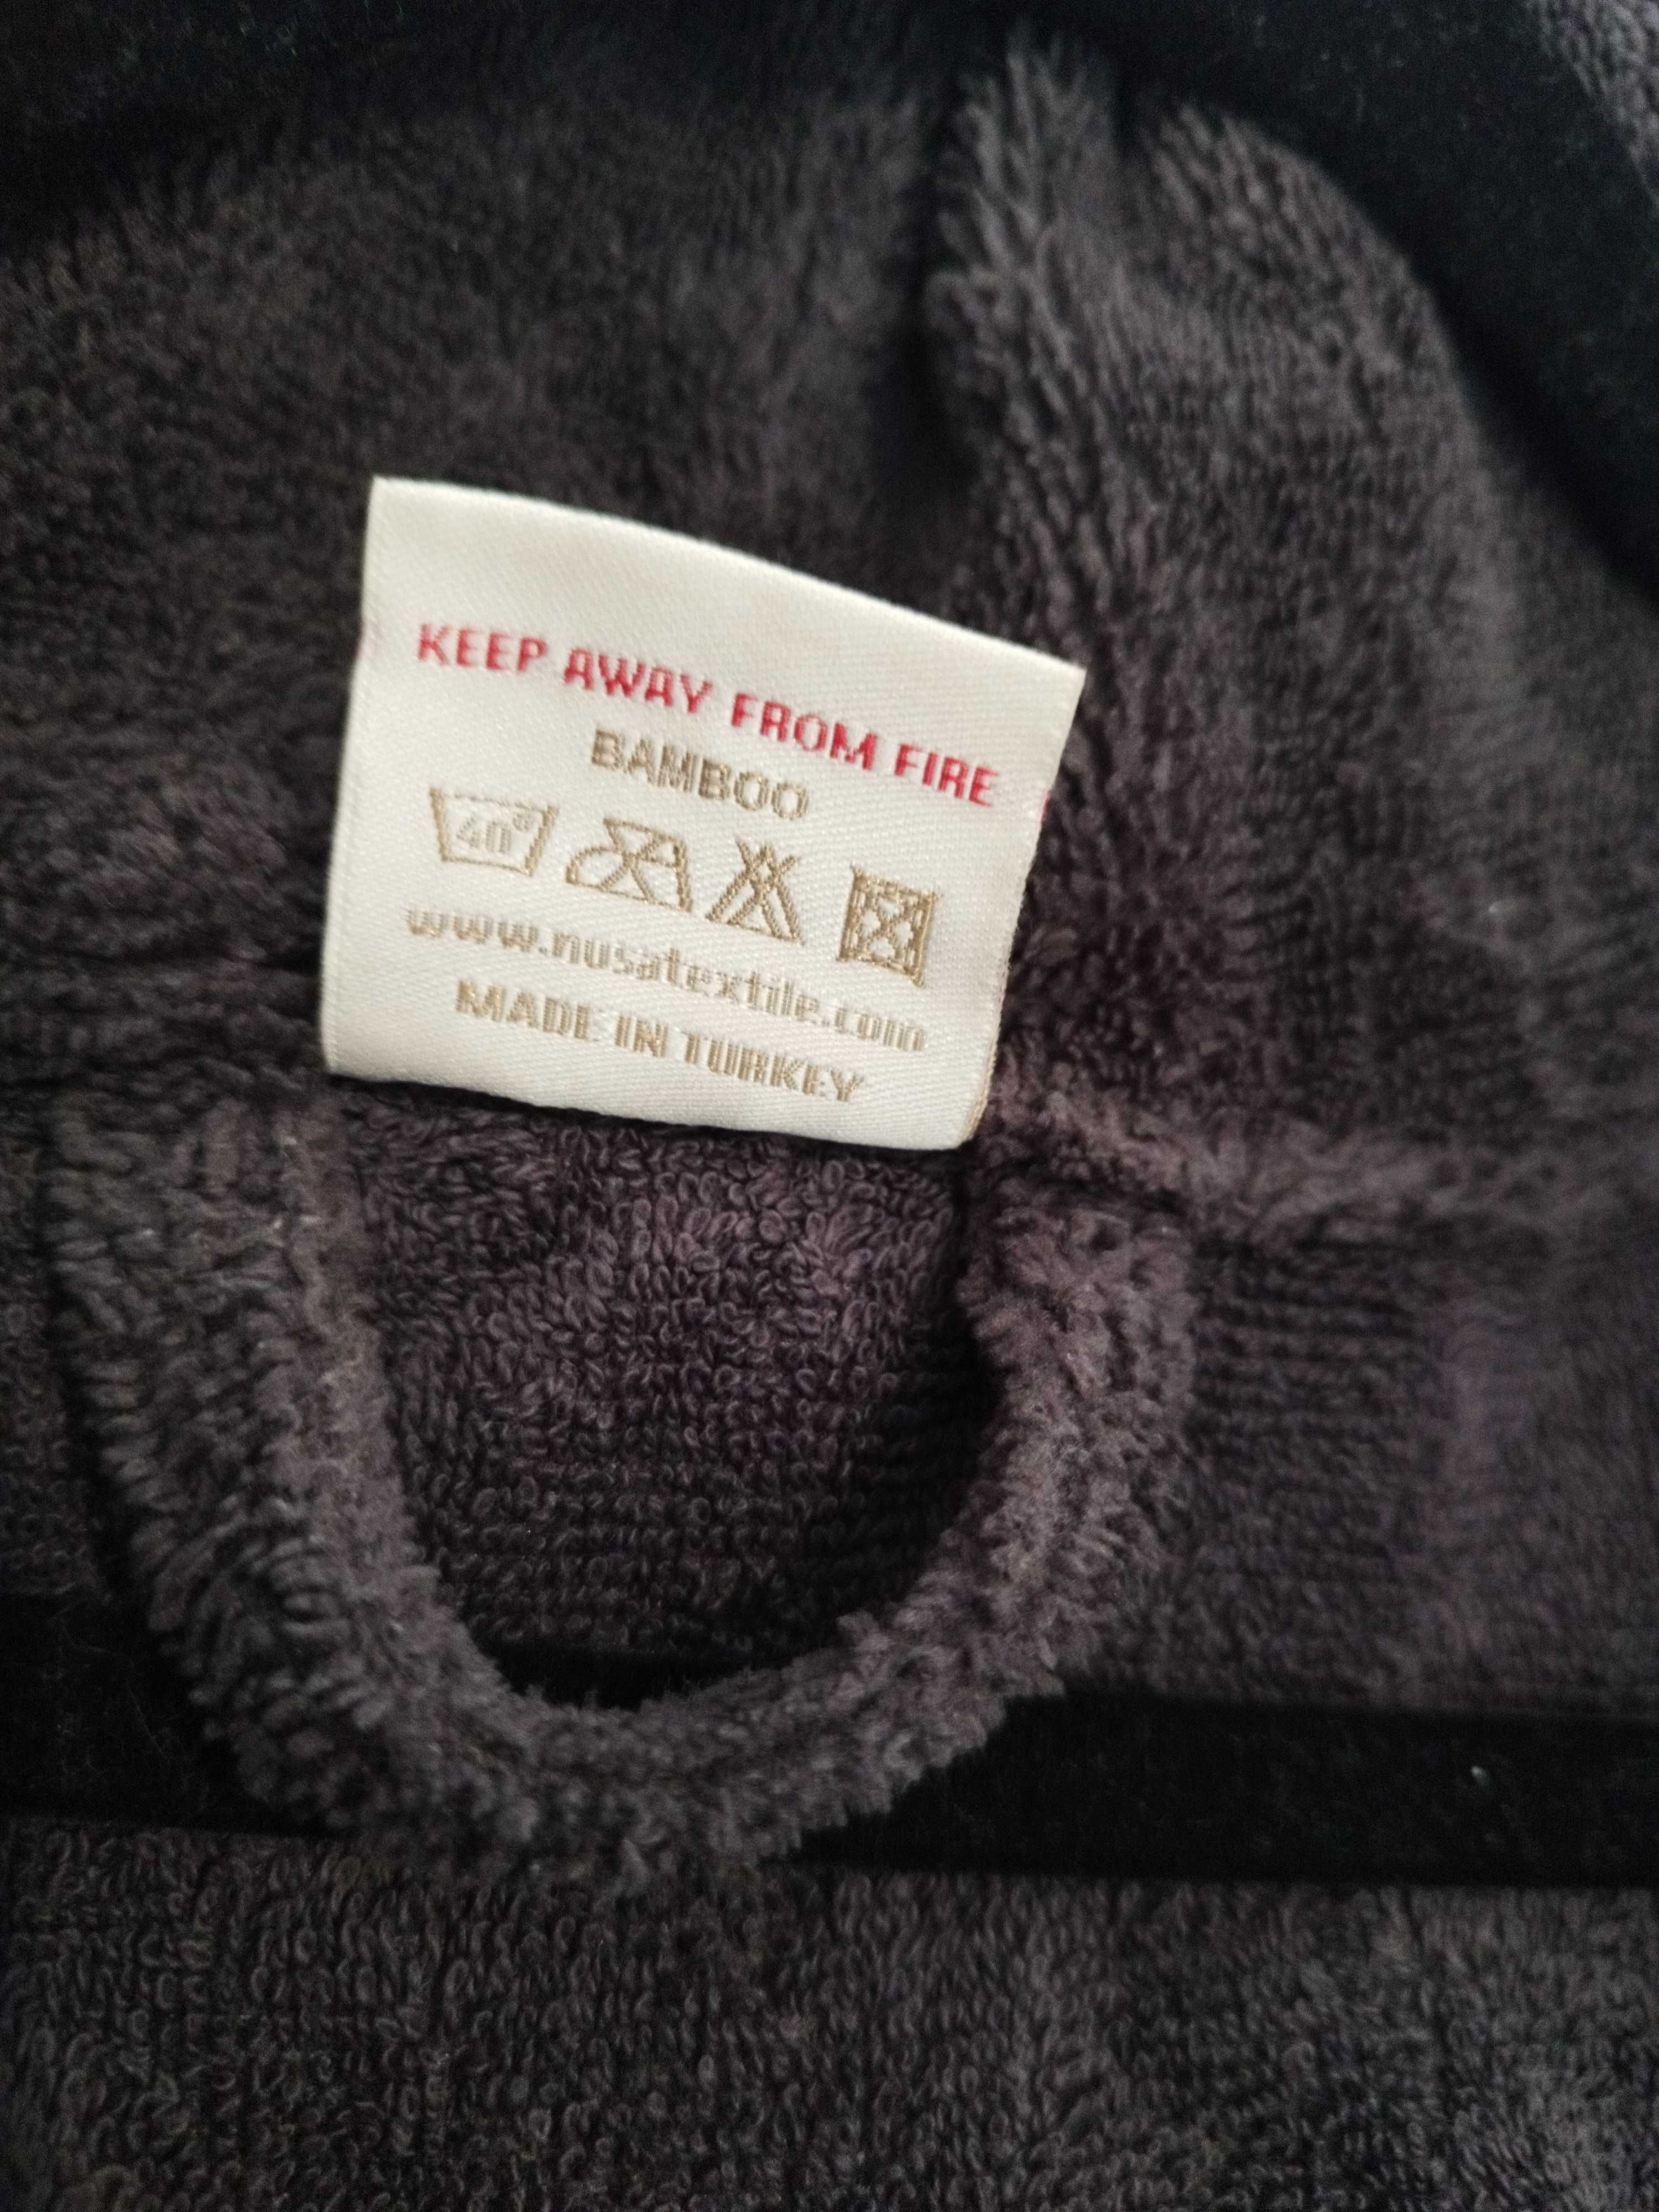 KEEP AWAY FROM FIRE
BAMBOO
40°
www.nusatextile.com
MADE IN TURKEY